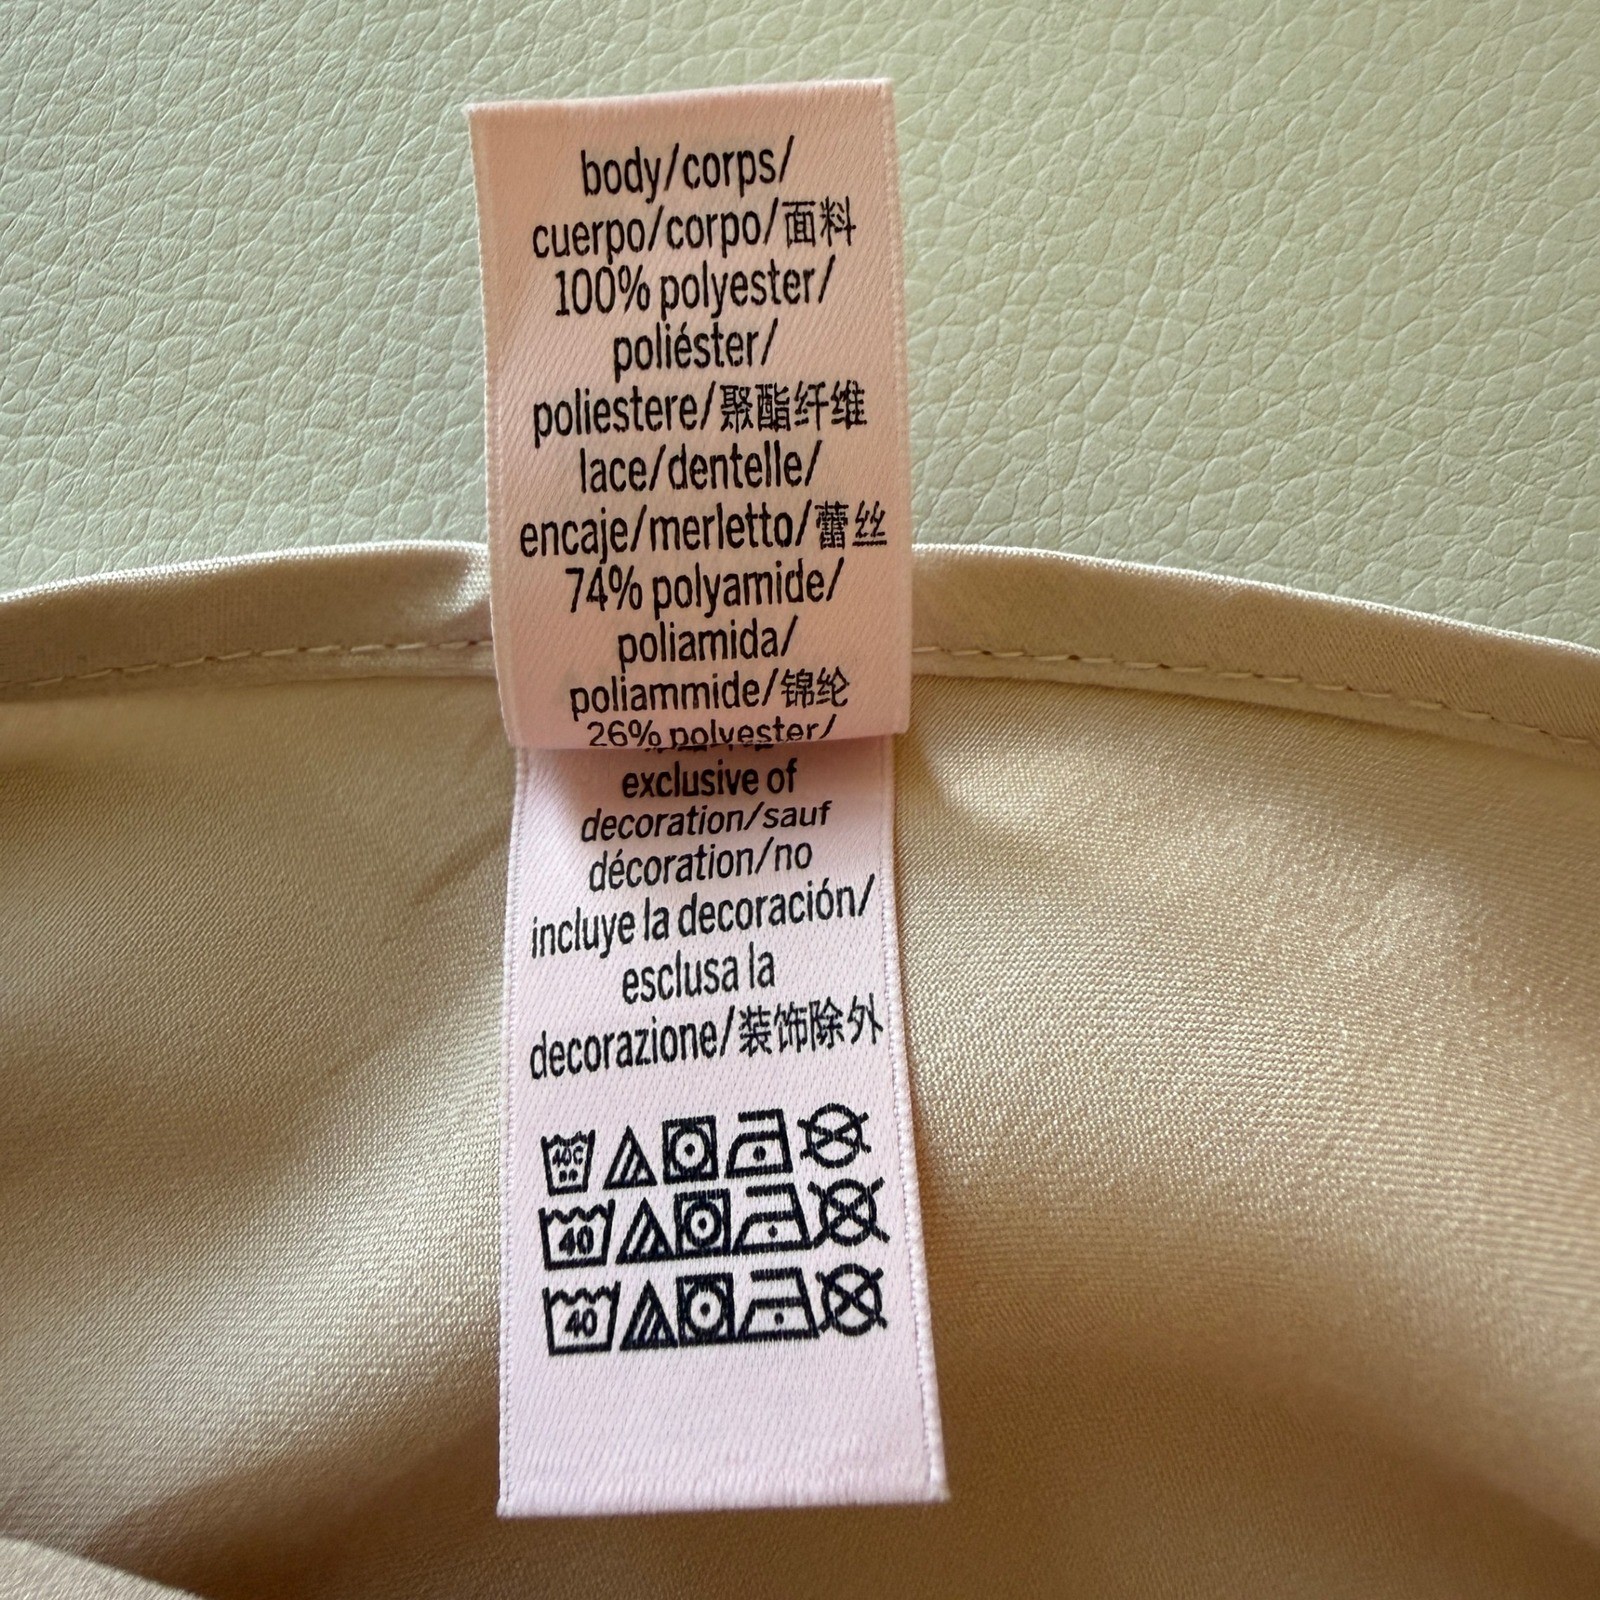 body/corps/
cuerpo/corpo/面料
100% polyester/
poliéster/
poliestere/聚酯纤维
lace/dentelle/
encaje/merletto/蕾丝
74% polyamide/
poliamida/
poliammide/锦纶
26% polyester/
exclusive of
decoration/sauf
décoration/no
incluye la decoración/
esclusa la
decorazione/装饰除外
40C
40
40